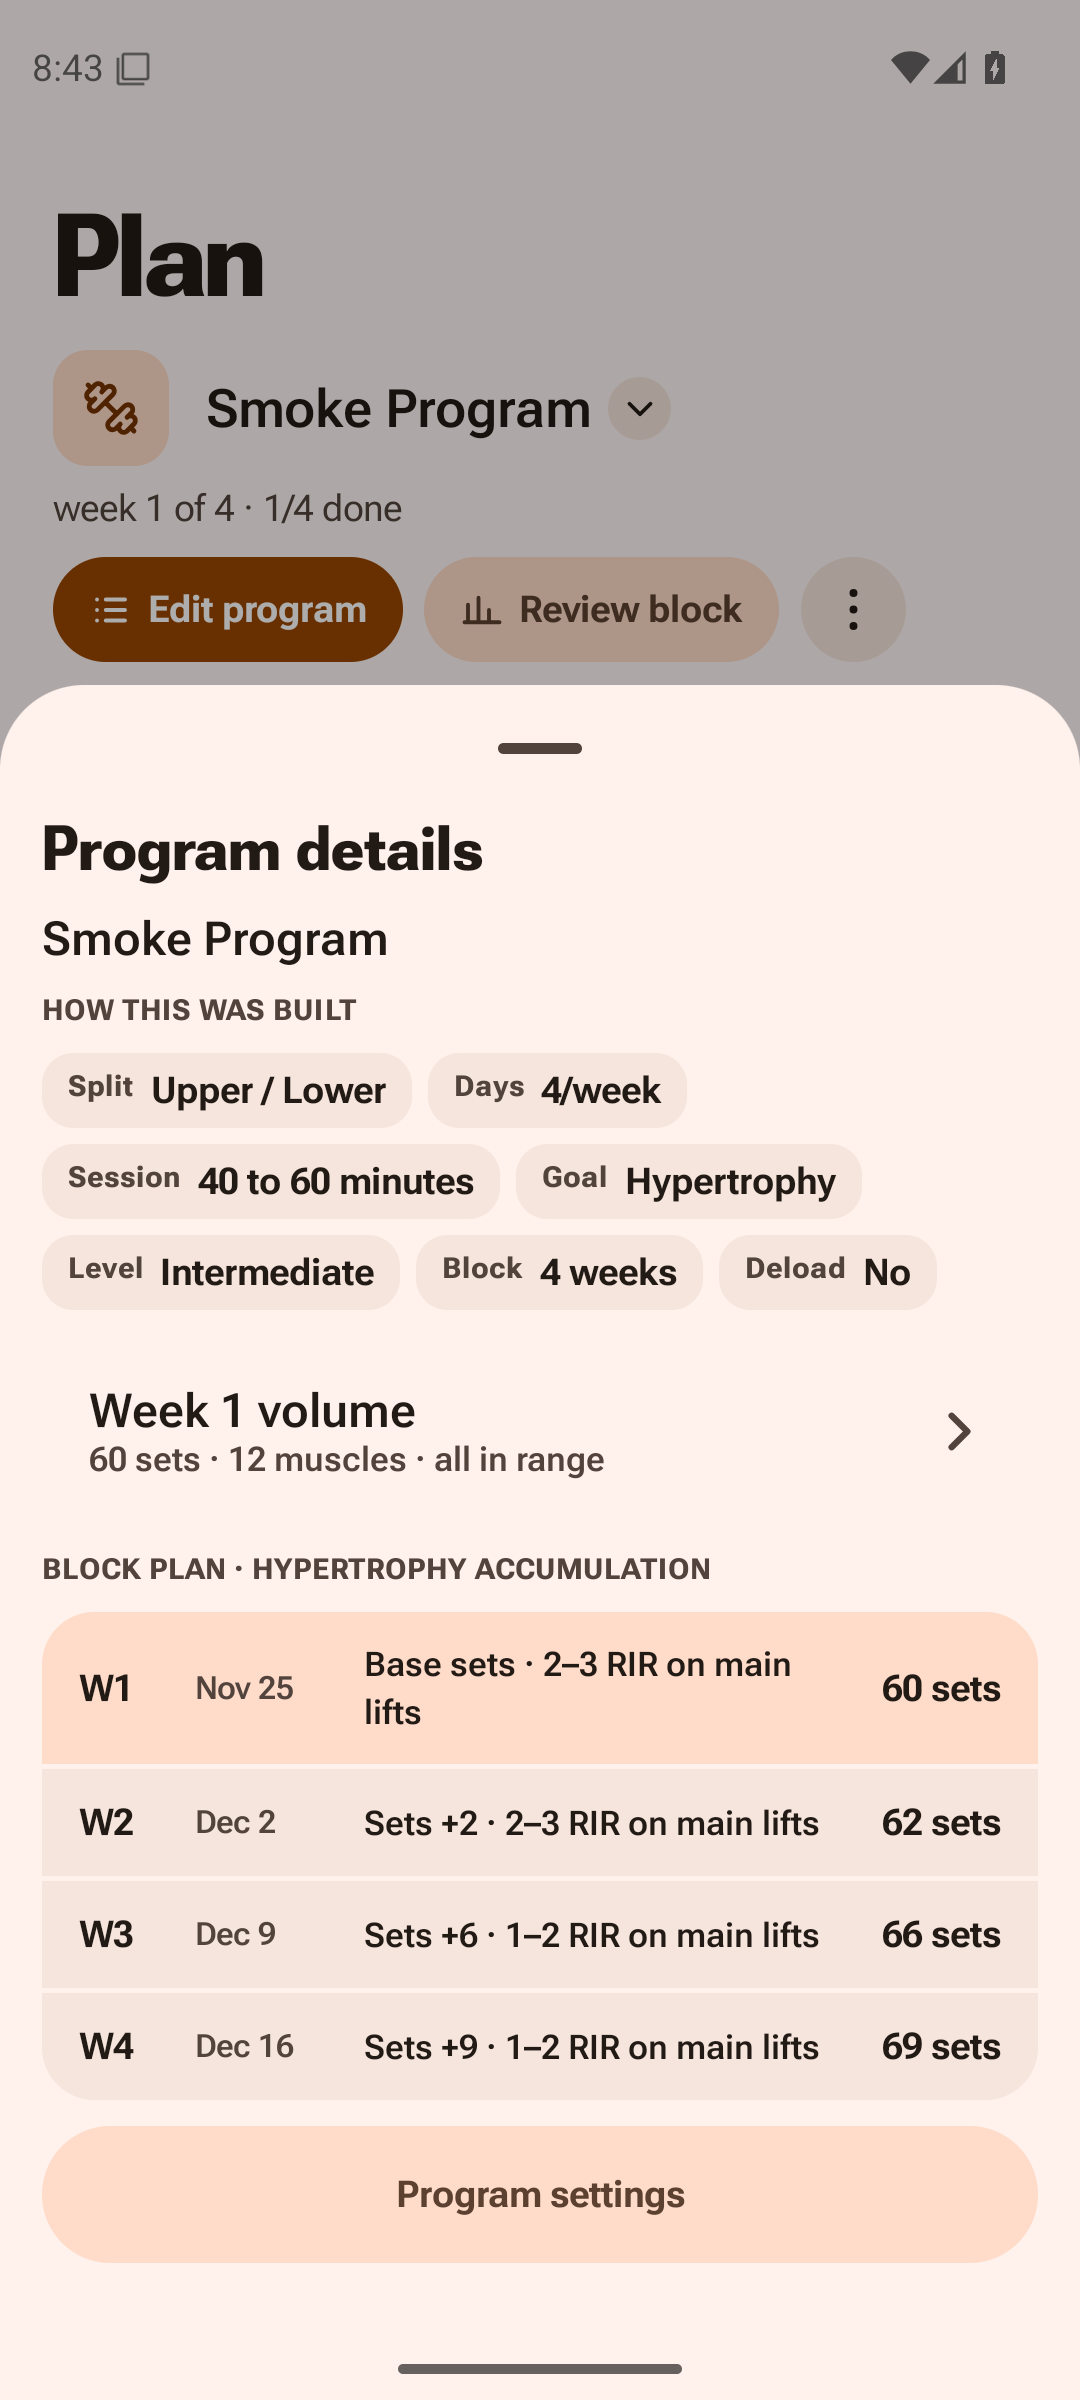 8:43
Plan
Smoke Program
week 1 of 4 · 1/4 done
Edit program
Review block
Program details
Smoke Program
HOW THIS WAS BUILT
Split Upper / Lower
Days 4/week
Session 40 to 60 minutes
Goal Hypertrophy
Level Intermediate
Block 4 weeks
Deload No
Week 1 volume
60 sets · 12 muscles · all in range
BLOCK PLAN · HYPERTROPHY ACCUMULATION
W1 Nov 25 Base sets · 2–3 RIR on main
lifts 60 sets
W2 Dec 2 Sets +2 · 2–3 RIR on main lifts 62 sets
W3 Dec 9 Sets +6 · 1–2 RIR on main lifts 66 sets
W4 Dec 16 Sets +9 · 1–2 RIR on main lifts 69 sets
Program settings